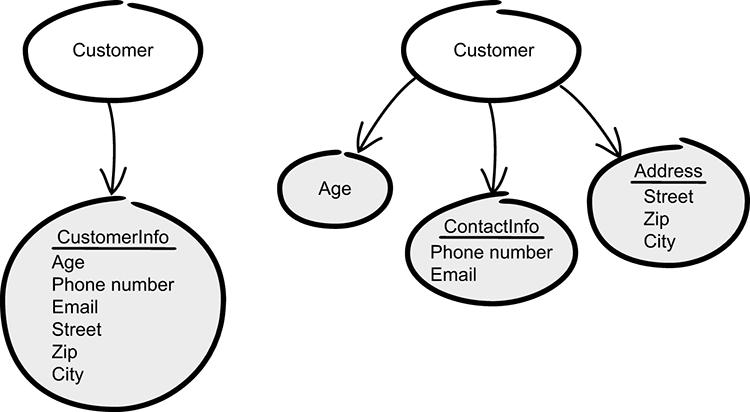 Customer
CustomerInfo
Age
Phone number
Email
Street
Zip
City
Customer
Age
ContactInfo
Phone number
Email
Address
Street
Zip
City